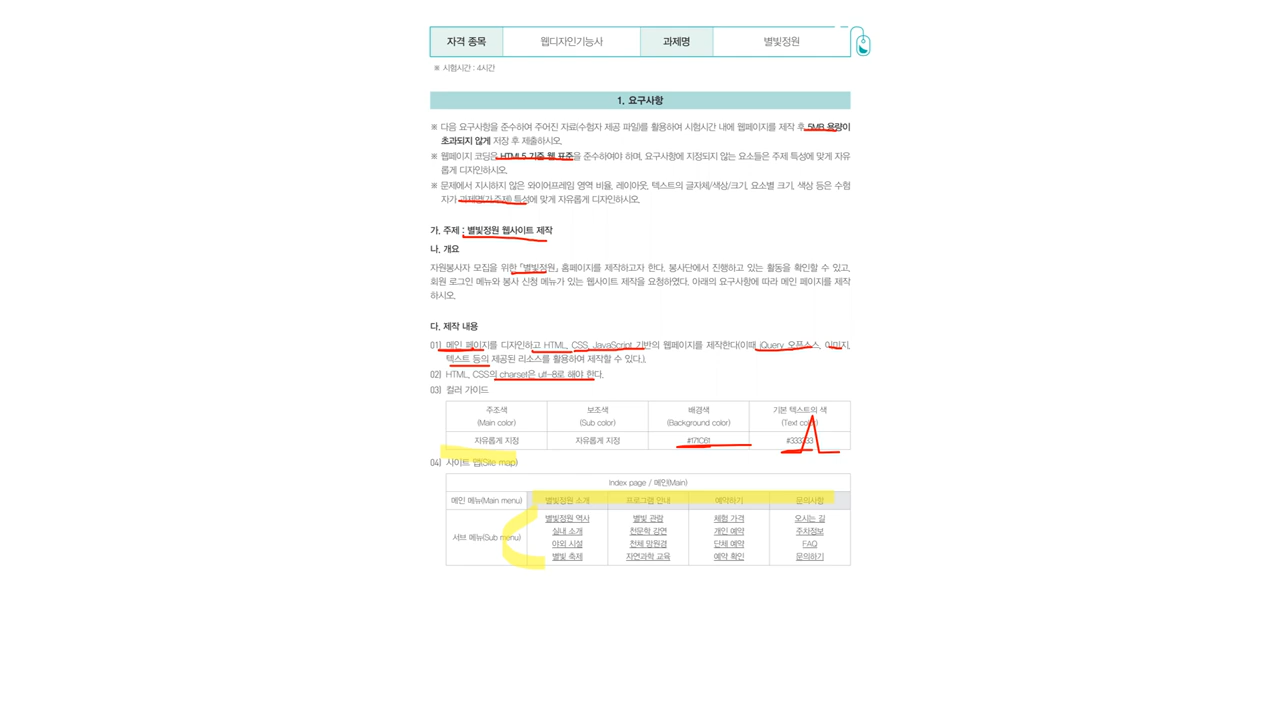 자격 종목 웹디자인기능사 과제명 별빛정원
※ 시험시간 : 4시간
1. 요구사항
※ 다음 요구사항을 준수하여 주어진 자료(수험자 제공 파일)를 활용하여 시험시간 내에 웹페이지를 제작 후 5MB 용량이
초과되지 않게 저장 후 제출하시오.
※ 웹페이지 코딩은 HTML5 기준 웹 표준을 준수하여야 하며, 요구사항에 지정되지 않는 요소들은 주제 특성에 맞게 자유
롭게 디자인하시오.
※ 문제에서 지시하지 않은 와이어프레임 영역 비율, 레이아웃, 텍스트의 글자체/색상/크기, 요소별 크기, 색상 등은 수험
자가 과제명(가 주제) 특성에 맞게 자유롭게 디자인하시오.
가. 주제 : 별빛정원 웹사이트 제작
나. 개요
자원봉사자 모집을 위한 「별빛정원」 홈페이지를 제작하고자 한다. 봉사단에서 진행하고 있는 활동을 확인할 수 있고,
회원 로그인 메뉴와 봉사 신청 메뉴가 있는 웹사이트 제작을 요청하였다. 아래의 요구사항에 따라 메인 페이지를 제작
하시오.
다. 제작 내용
01) 메인 페이지를 디자인하고 HTML, CSS, JavaScript 기반의 웹페이지를 제작한다(이때 jQuery 오픈소스, 이미지,
텍스트 등의 제공된 리소스를 활용하여 제작할 수 있다.).
02) HTML, CSS의 charset은 utf-8로 해야 한다.
03) 컬러 가이드
주조색 보조색 배경색 기본 텍스트의 색
(Main color) (Sub color) (Background color) (Text color)
자유롭게 지정 자유롭게 지정 #171C61 #333333
04) 사이트 맵(Site map)
Index page / 메인(Main)
메인 메뉴(Main menu) 별빛정원 소개 프로그램 안내 예약하기 문의사항
서브 메뉴(Sub menu) 별빛정원 역사 별빛 관람 체험 가격 오시는 길
실내 소개 천문학 강연 개인 예약 주차정보
야외 시설 천체 망원경 단체 예약 FAQ
별빛 축제 자연과학 교육 예약 확인 문의하기